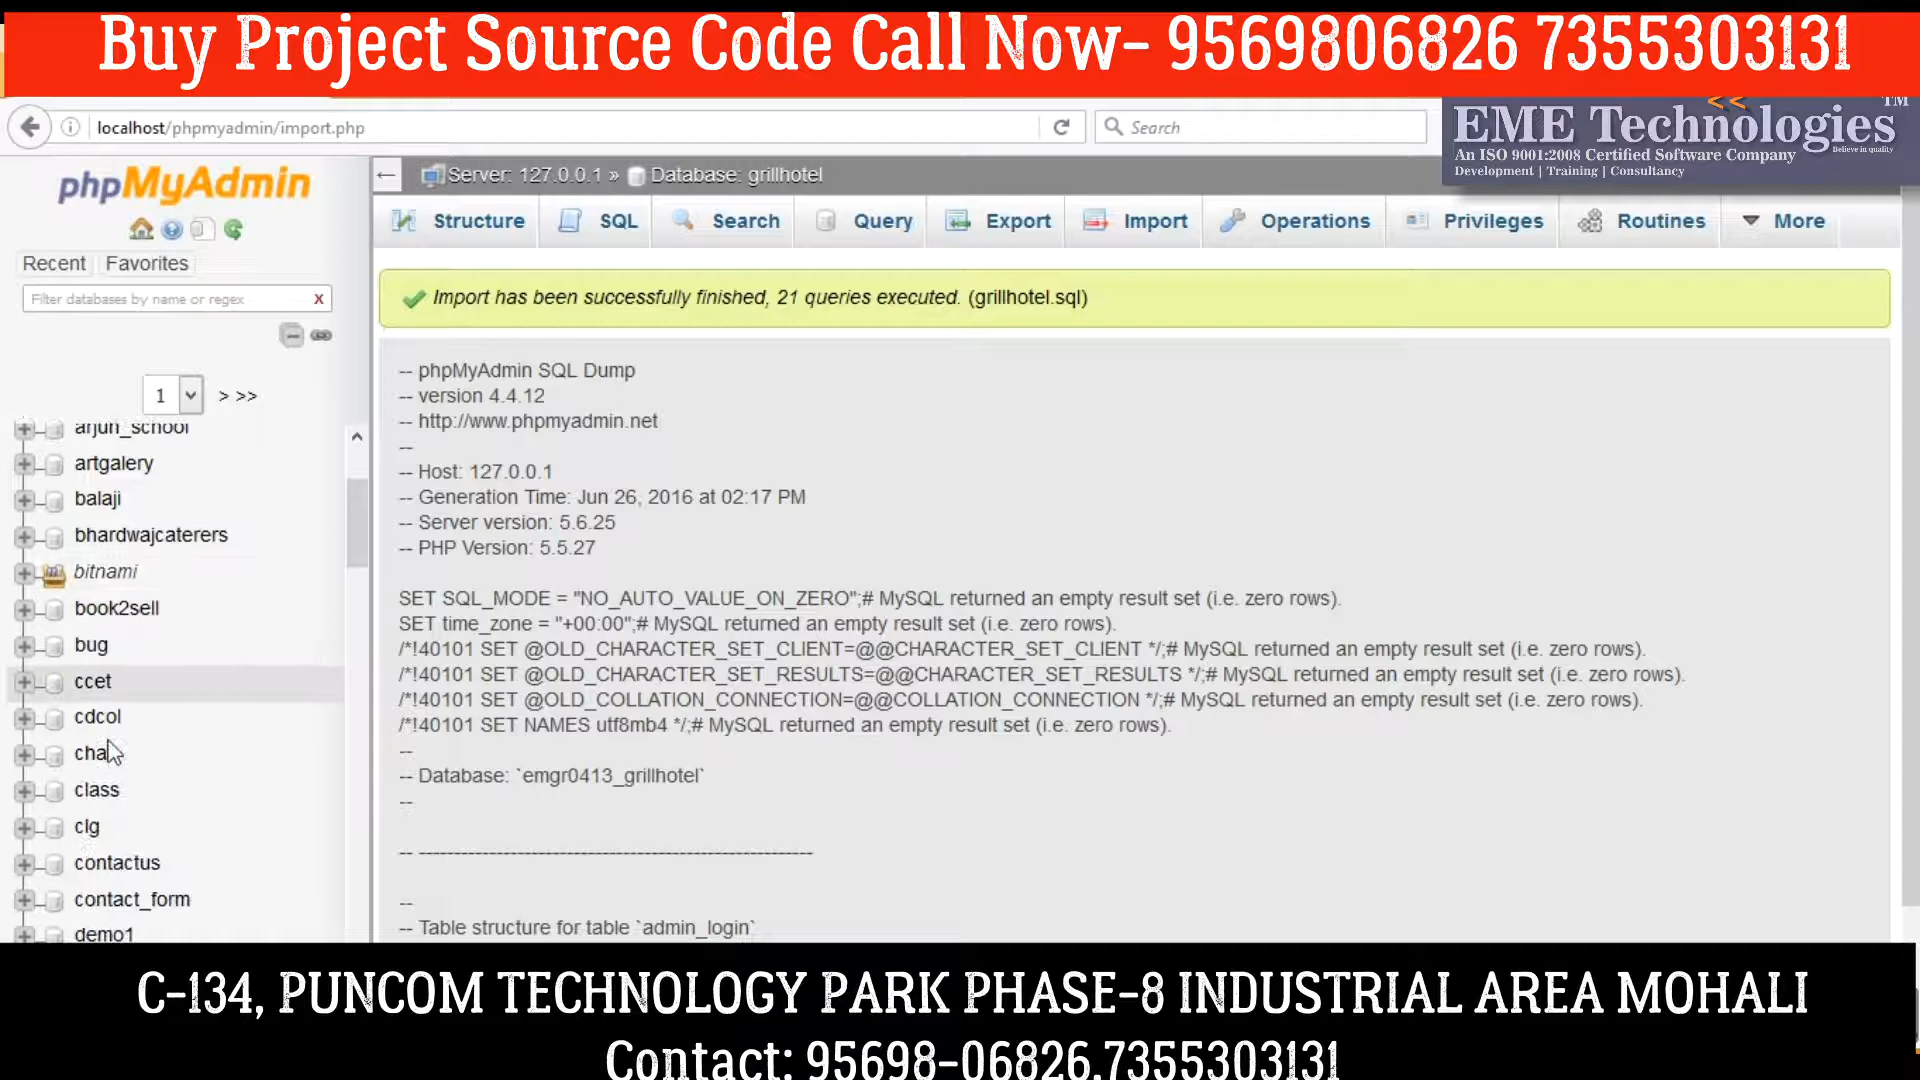 Buy Project Source Code Call Now- 9569806826 7355303131
localhost/phpmyadmin/import.php
Search
EME Technologies TM
An ISO 9001:2008 Certified Software Company
Believe in quality
Development | Training | Consultancy
phpMyAdmin
Server: 127.0.0.1 » Database: grillhotel
Structure SQL Search Query Export Import Operations Privileges Routines More
Recent Favorites
Filter databases by name or regex X
1 > >>
arjun_school
artgalery
balaji
bhardwajcaterers
bitnami
book2sell
bug
ccet
cdcol
class
clg
contactus
contact_form
demo1
Import has been successfully finished, 21 queries executed. (grillhotel.sql)
-- phpMyAdmin SQL Dump
-- version 4.4.12
-- http://www.phpmyadmin.net
--
-- Host: 127.0.0.1
-- Generation Time: Jun 26, 2016 at 02:17 PM
-- Server version: 5.6.25
-- PHP Version: 5.5.27
SET SQL_MODE = "NO_AUTO_VALUE_ON_ZERO";# MySQL returned an empty result set (i.e. zero rows).
SET time_zone = "+00:00";# MySQL returned an empty result set (i.e. zero rows).
/*!40101 SET @OLD_CHARACTER_SET_CLIENT=@@CHARACTER_SET_CLIENT */;# MySQL returned an empty result set (i.e. zero rows).
/*!40101 SET @OLD_CHARACTER_SET_RESULTS=@@CHARACTER_SET_RESULTS */;# MySQL returned an empty result set (i.e. zero rows).
/*!40101 SET @OLD_COLLATION_CONNECTION=@@COLLATION_CONNECTION */;# MySQL returned an empty result set (i.e. zero rows).
/*!40101 SET NAMES utf8mb4 */;# MySQL returned an empty result set (i.e. zero rows).
--
-- Database: `emgr0413_grillhotel`
--
-- --------------------------------------------------------
--
-- Table structure for table `admin_login`
C-134, PUNCOM TECHNOLOGY PARK PHASE-8 INDUSTRIAL AREA MOHALI
Contact: 95698-06826,7355303131